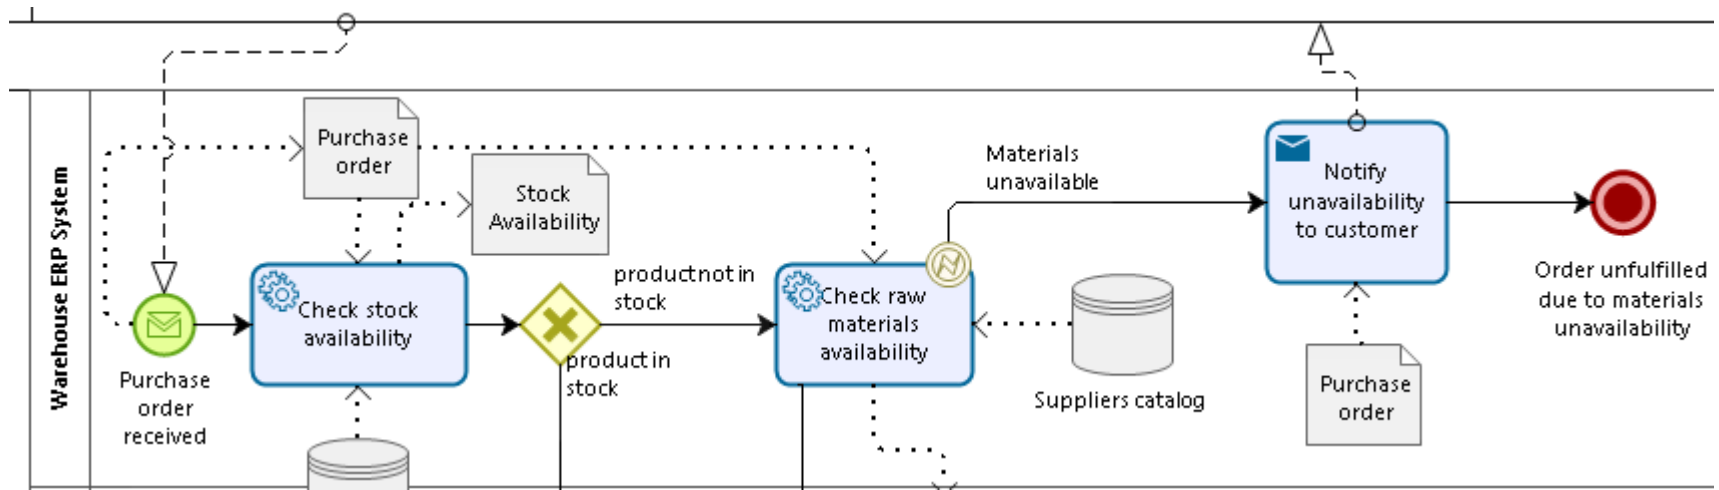 Warehouse ERP System
Purchase
order
received
Purchase
order
Stock
Availability
Check stock
availability
product not in
stock
product in
stock
Check raw
materials
availability
Materials
unavailable
Suppliers catalog
Notify
unavailability
to customer
Purchase
order
Order unfulfilled
due to materials
unavailability